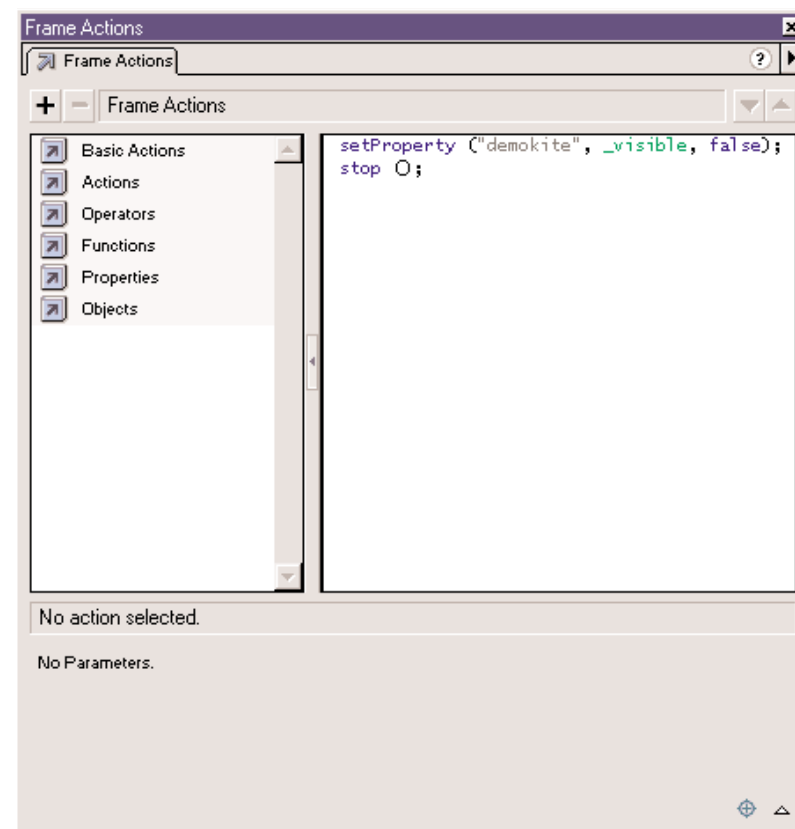 Frame Actions
Frame Actions
?
+ − Frame Actions
Basic Actions
Actions
Operators
Functions
Properties
Objects
setProperty ("demokite", _visible, false);
stop ();
No action selected.
No Parameters.